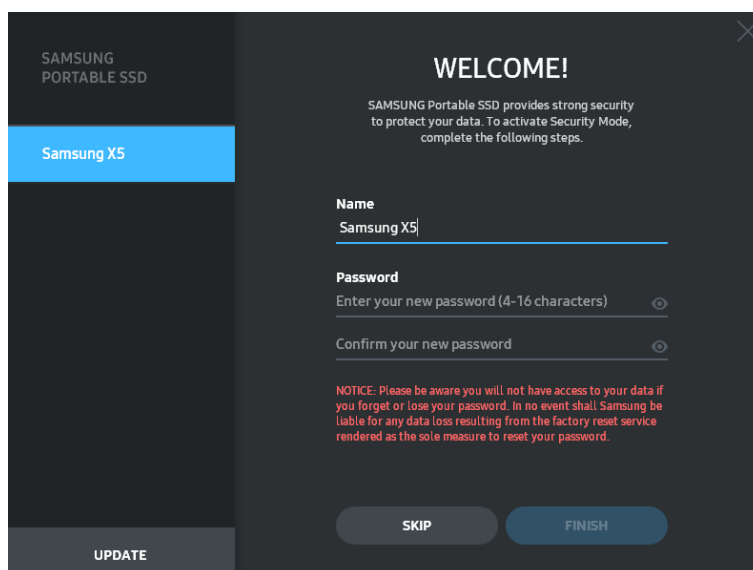 SAMSUNG
PORTABLE SSD
Samsung X5
UPDATE
WELCOME!
SAMSUNG Portable SSD provides strong security
to protect your data. To activate Security Mode,
complete the following steps.
Name
Samsung X5
Password
Enter your new password (4-16 characters)
Confirm your new password
NOTICE: Please be aware you will not have access to your data if
you forget or lose your password. In no event shall Samsung be
liable for any data loss resulting from the factory reset service
rendered as the sole measure to reset your password.
SKIP
FINISH